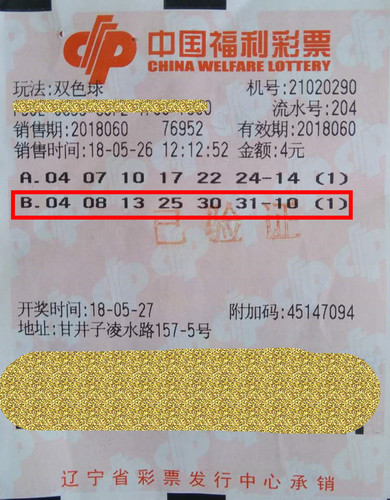 中国福利彩票
CHINA WELFARE LOTTERY
玩法:双色球 机号:21020290
流水号:204
销售期:2018060 76952 有效期:2018060
销售时间:18-05-26 12:12:52 金额:4元
A.04 07 10 17 22 24-14 (1)
B.04 08 13 25 30 31-10 (1)
已验证
开奖时间:18-05-27 附加码:45147094
地址:甘井子凌水路157-5号
辽宁省彩票发行中心承销